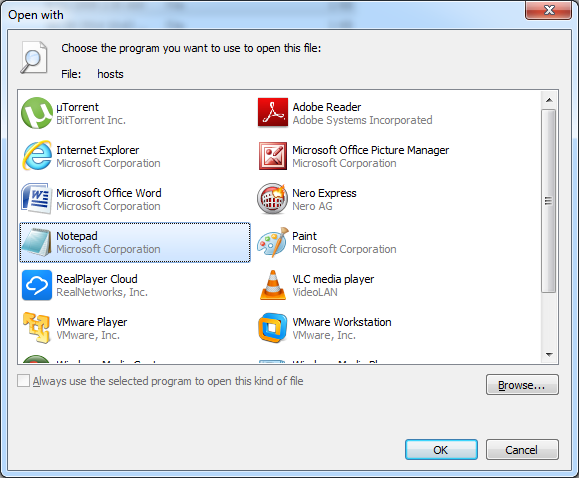 Open with
Choose the program you want to use to open this file:
File: hosts
µTorrent
BitTorrent Inc.
Adobe Reader
Adobe Systems Incorporated
Internet Explorer
Microsoft Corporation
Microsoft Office Picture Manager
Microsoft Corporation
Microsoft Office Word
Microsoft Corporation
Nero Express
Nero AG
Notepad
Microsoft Corporation
Paint
Microsoft Corporation
RealPlayer Cloud
RealNetworks, Inc.
VLC media player
VideoLAN
VMware Player
VMware, Inc.
VMware Workstation
VMware, Inc.
Always use the selected program to open this kind of file
Browse...
OK
Cancel